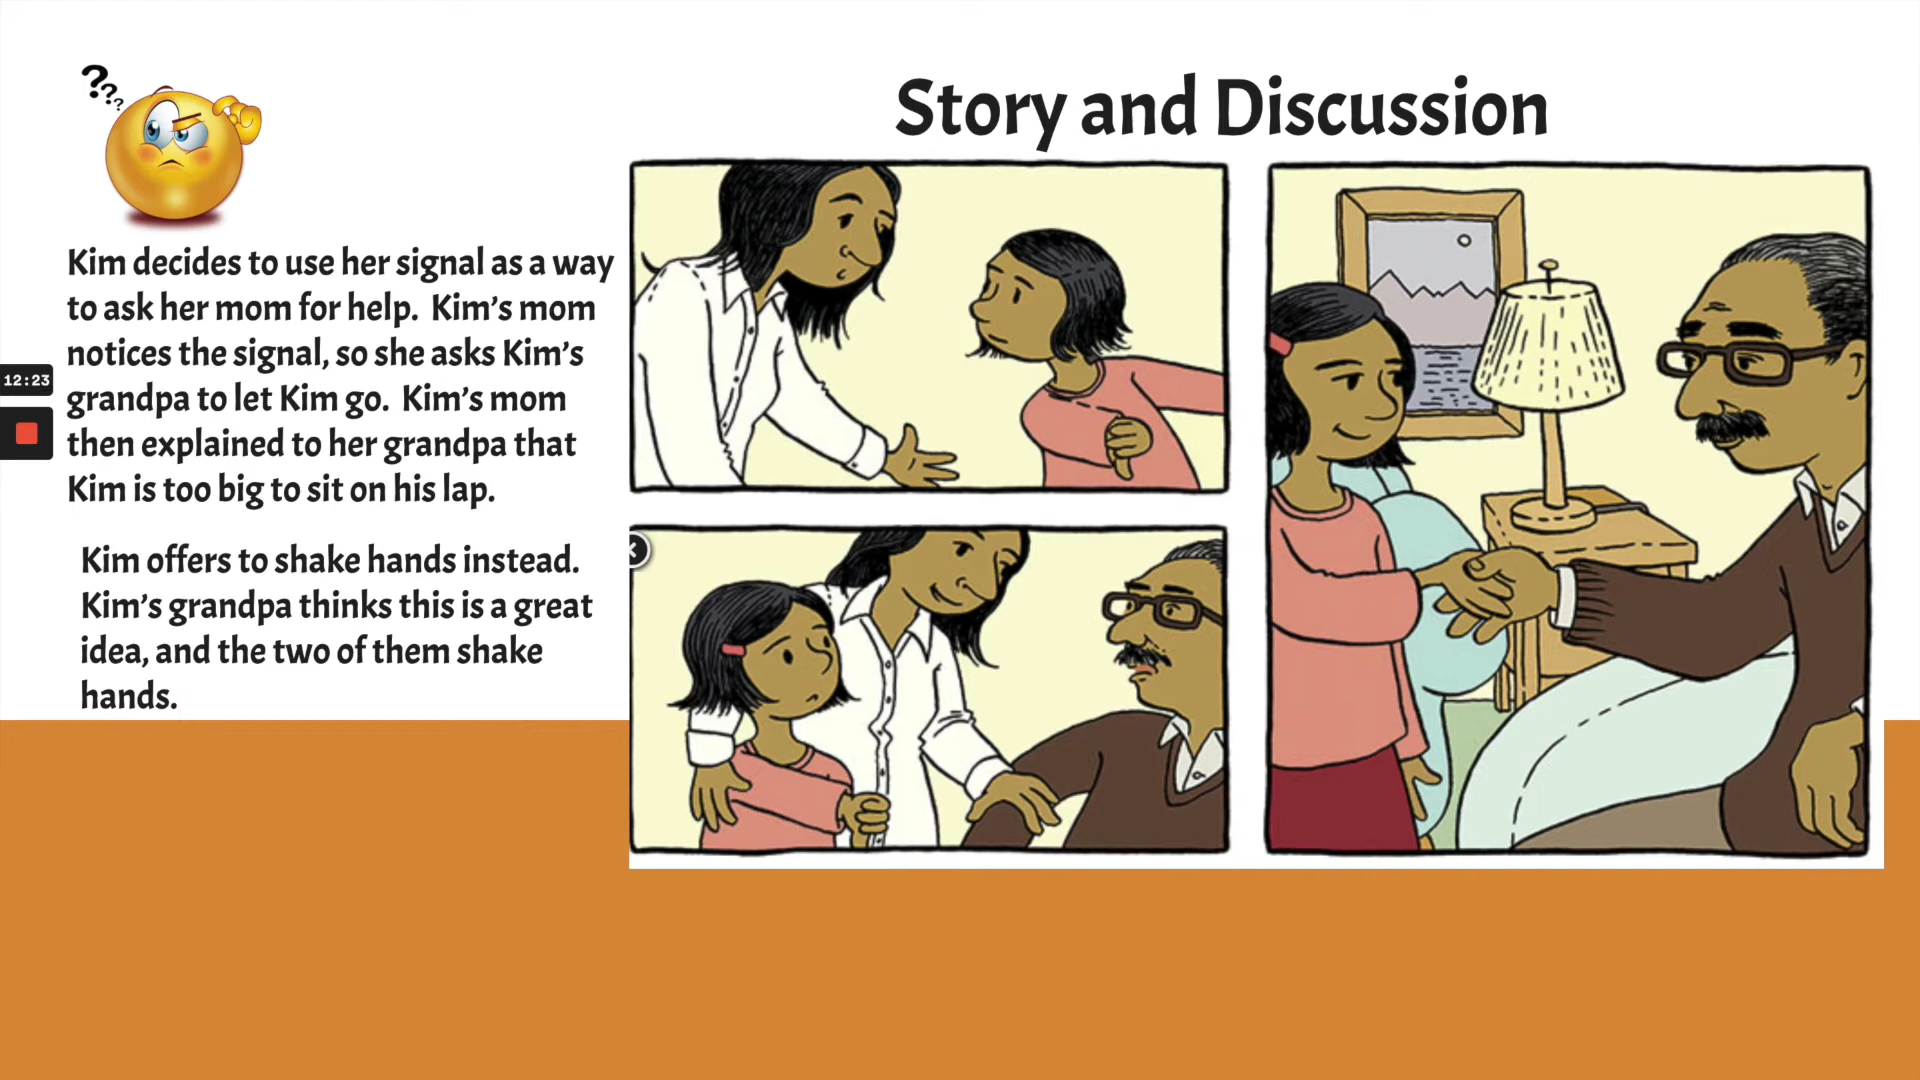 Story and Discussion
???
Kim decides to use her signal as a way
to ask her mom for help.  Kim's mom
notices the signal, so she asks Kim's
grandpa to let Kim go.  Kim's mom
then explained to her grandpa that
Kim is too big to sit on his lap.
Kim offers to shake hands instead.
Kim's grandpa thinks this is a great
idea, and the two of them shake
hands.
12:23